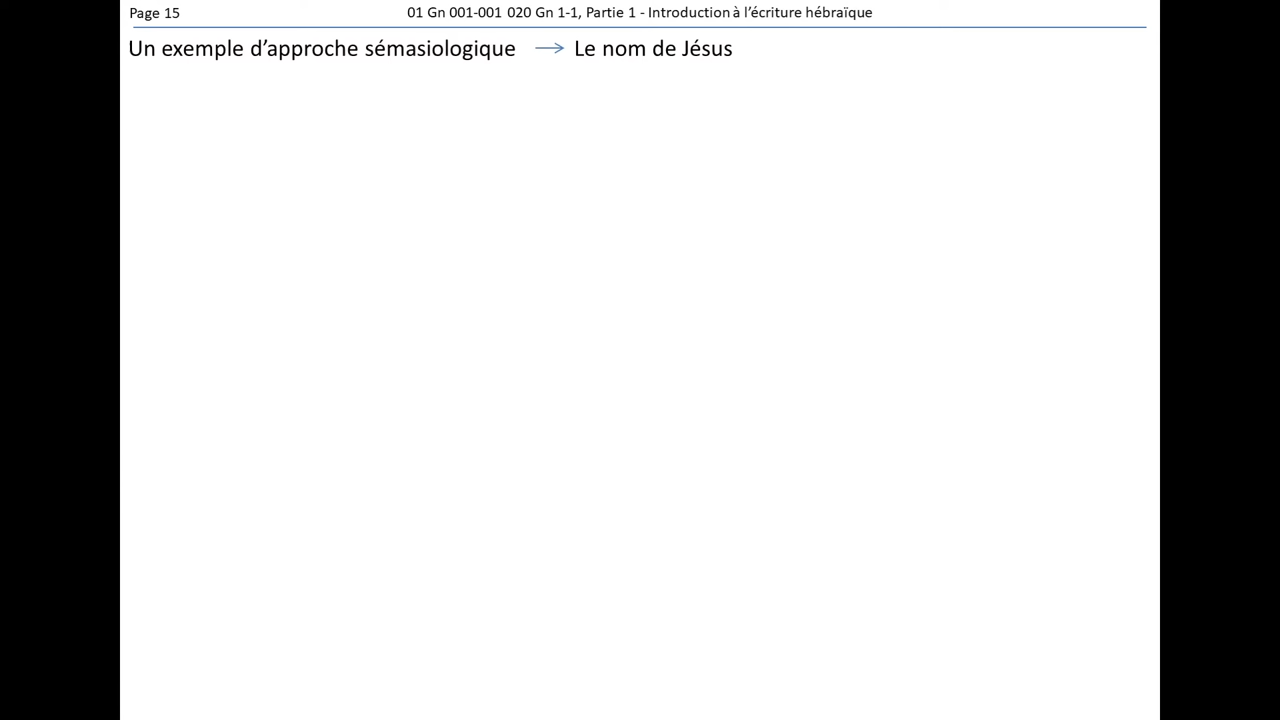 Page 15
01 Gn 001-001 020 Gn 1-1, Partie 1 - Introduction à l’écriture hébraïque
Un exemple d’approche sémasiologique → Le nom de Jésus